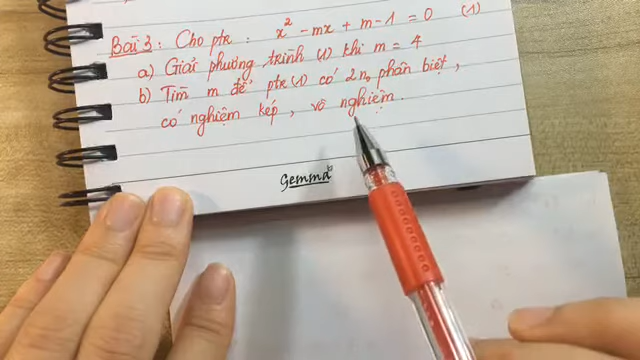 Bài 3 : Cho ptr : x² - mx + m - 1 = 0 (1)
a) Giải phương trình (1) khi m = 4
b) Tìm m để ptr (1) có 2 n₀ phân biệt,
có nghiệm kép, vô nghiệm.
Gemma